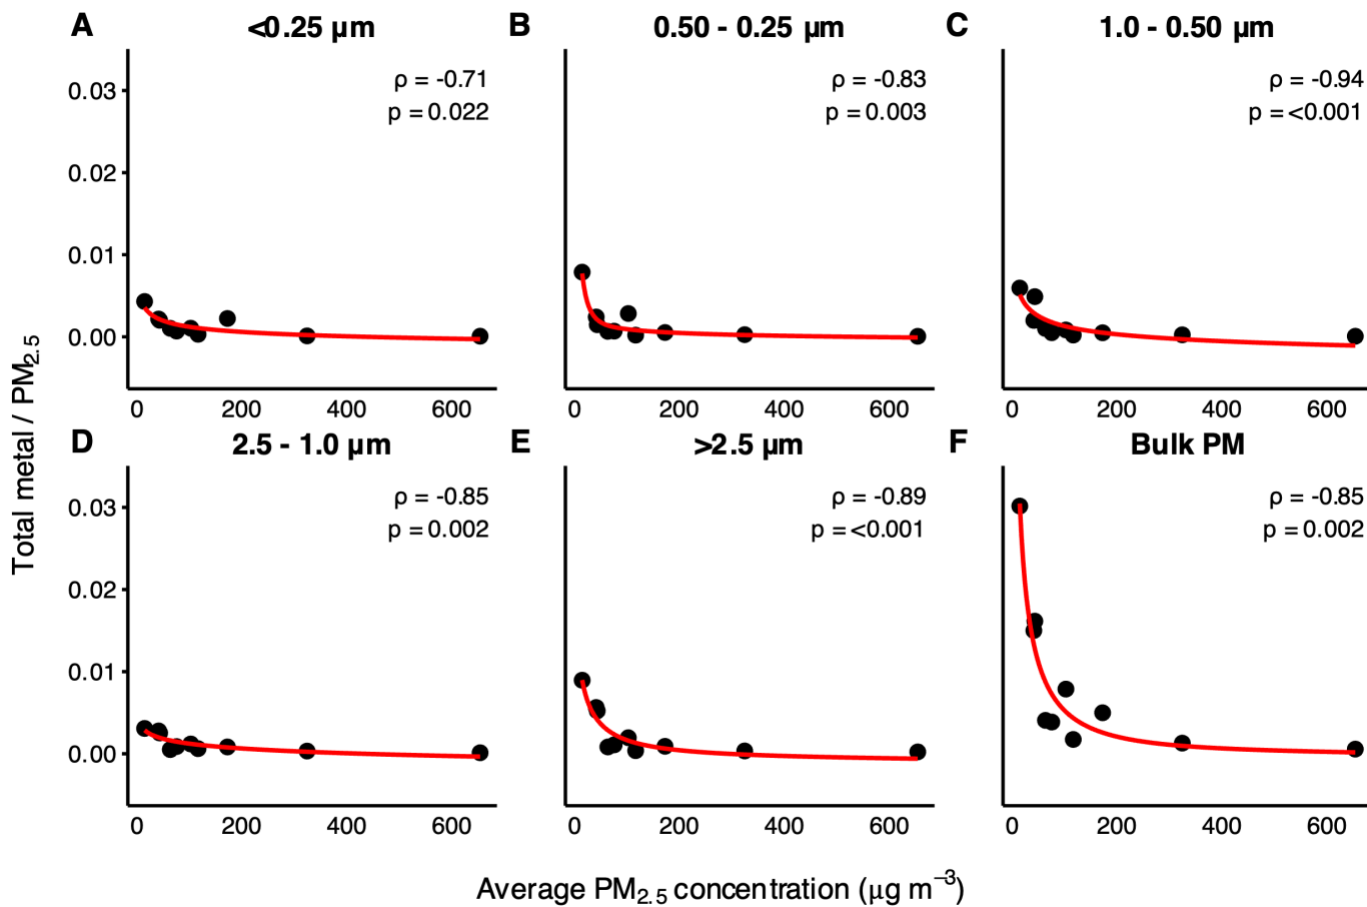 A <0.25 µm
ρ = -0.71
p = 0.022
B 0.50 - 0.25 µm
ρ = -0.83
p = 0.003
C 1.0 - 0.50 µm
ρ = -0.94
p = <0.001
0.03
0.02
0.01
0.00
0 200 400 600
0 200 400 600
0 200 400 600
D 2.5 - 1.0 µm
ρ = -0.85
p = 0.002
E >2.5 µm
ρ = -0.89
p = <0.001
F Bulk PM
ρ = -0.85
p = 0.002
0.03
0.02
0.01
0.00
0 200 400 600
0 200 400 600
0 200 400 600
Total metal / PM₂.₅
Average PM₂.₅ concentration (µg m⁻³)